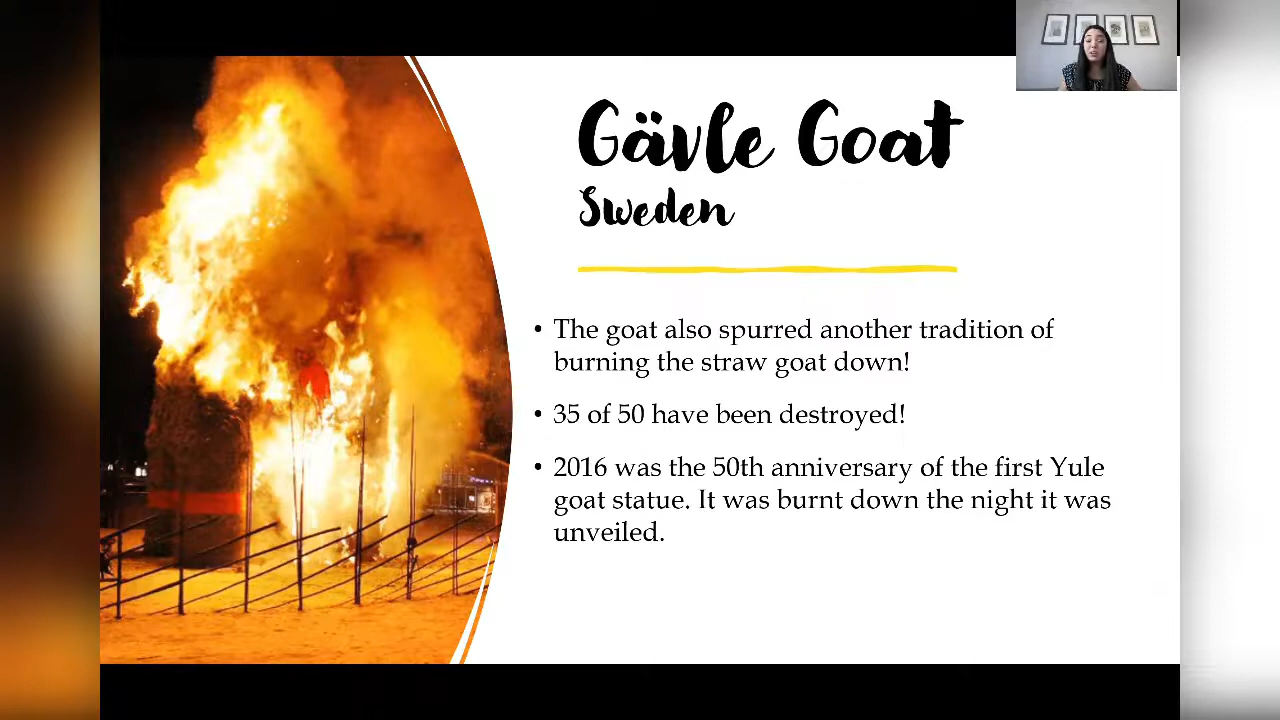 Gävle Goat
Sweden
• The goat also spurred another tradition of
burning the straw goat down!
• 35 of 50 have been destroyed!
• 2016 was the 50th anniversary of the first Yule
goat statue. It was burnt down the night it was
unveiled.